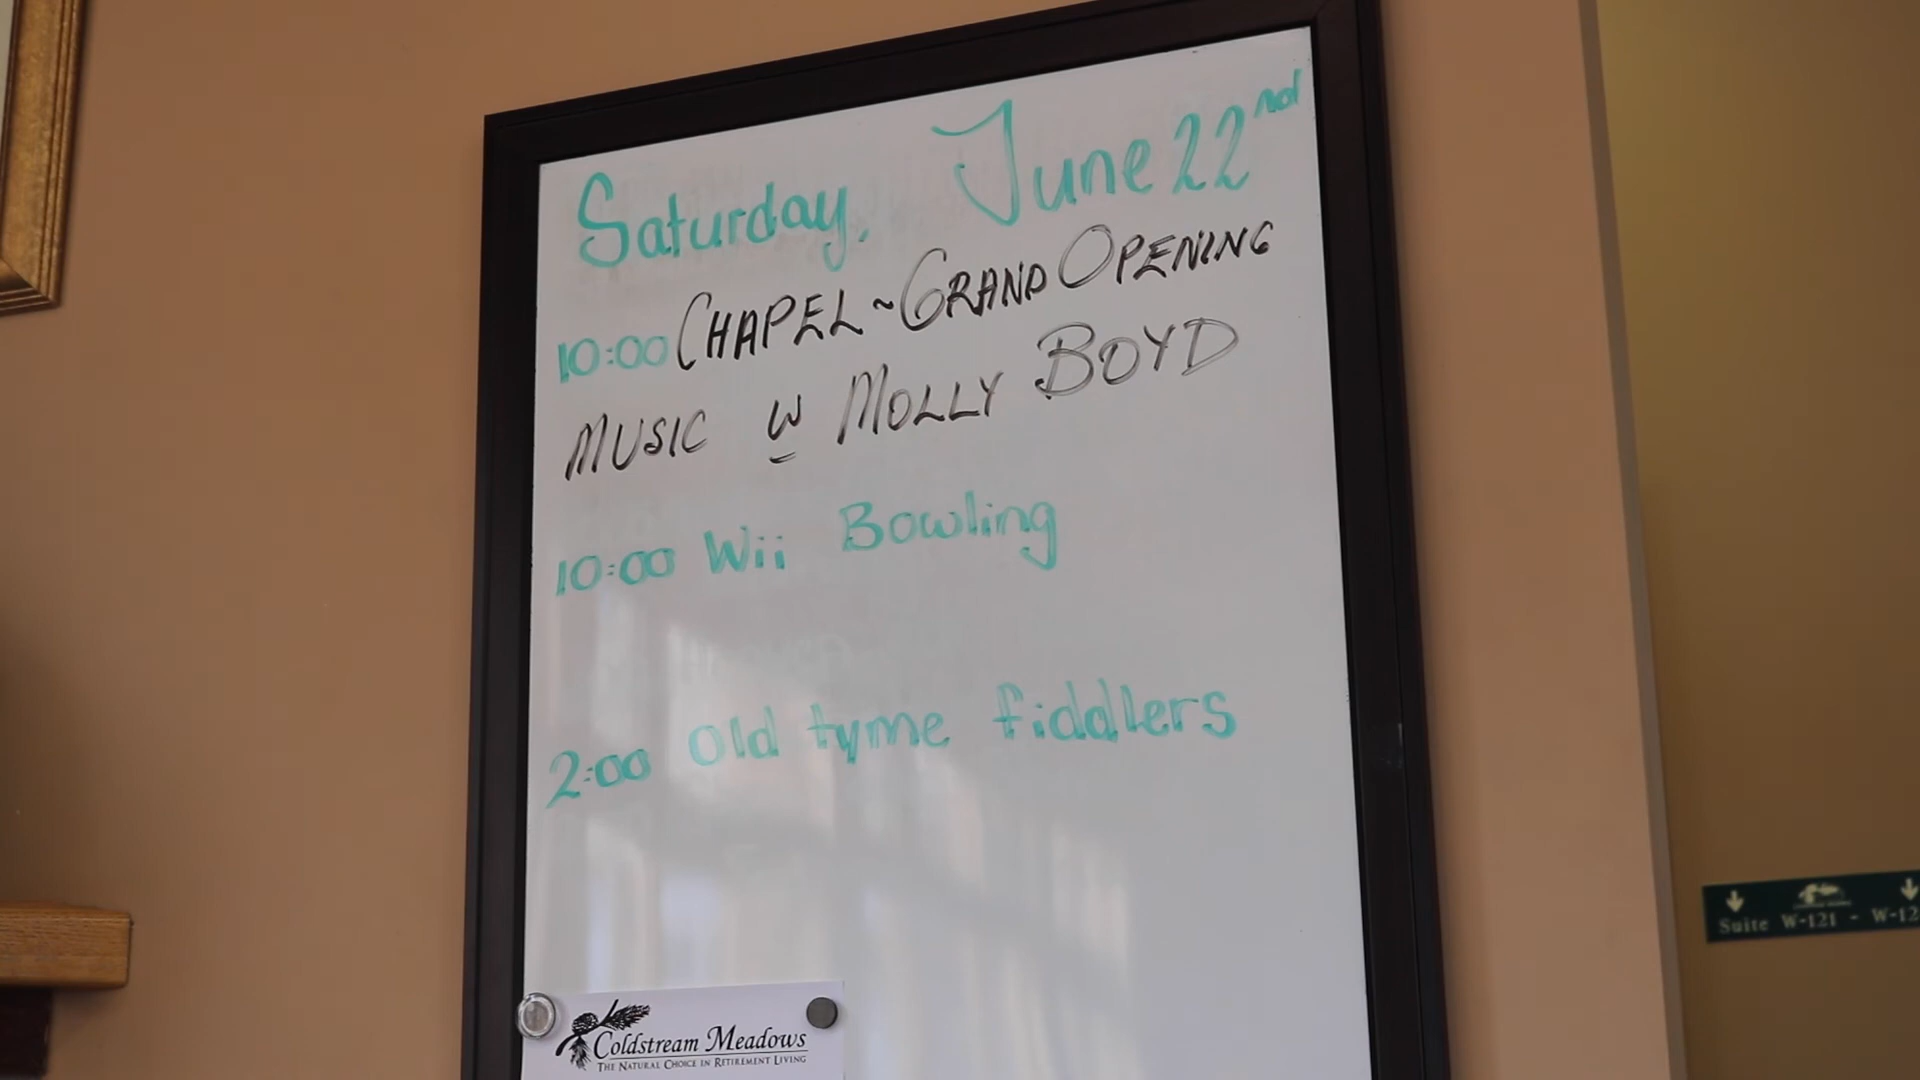 Saturday, June 22nd
10:00 CHAPEL ~ GRAND OPENING
MUSIC w MOLLY BOYD
10:00 Wii Bowling
2:00 Old tyme fiddlers
Coldstream Meadows
THE NATURAL CHOICE IN RETIREMENT LIVING
Suite W-121 - W-12